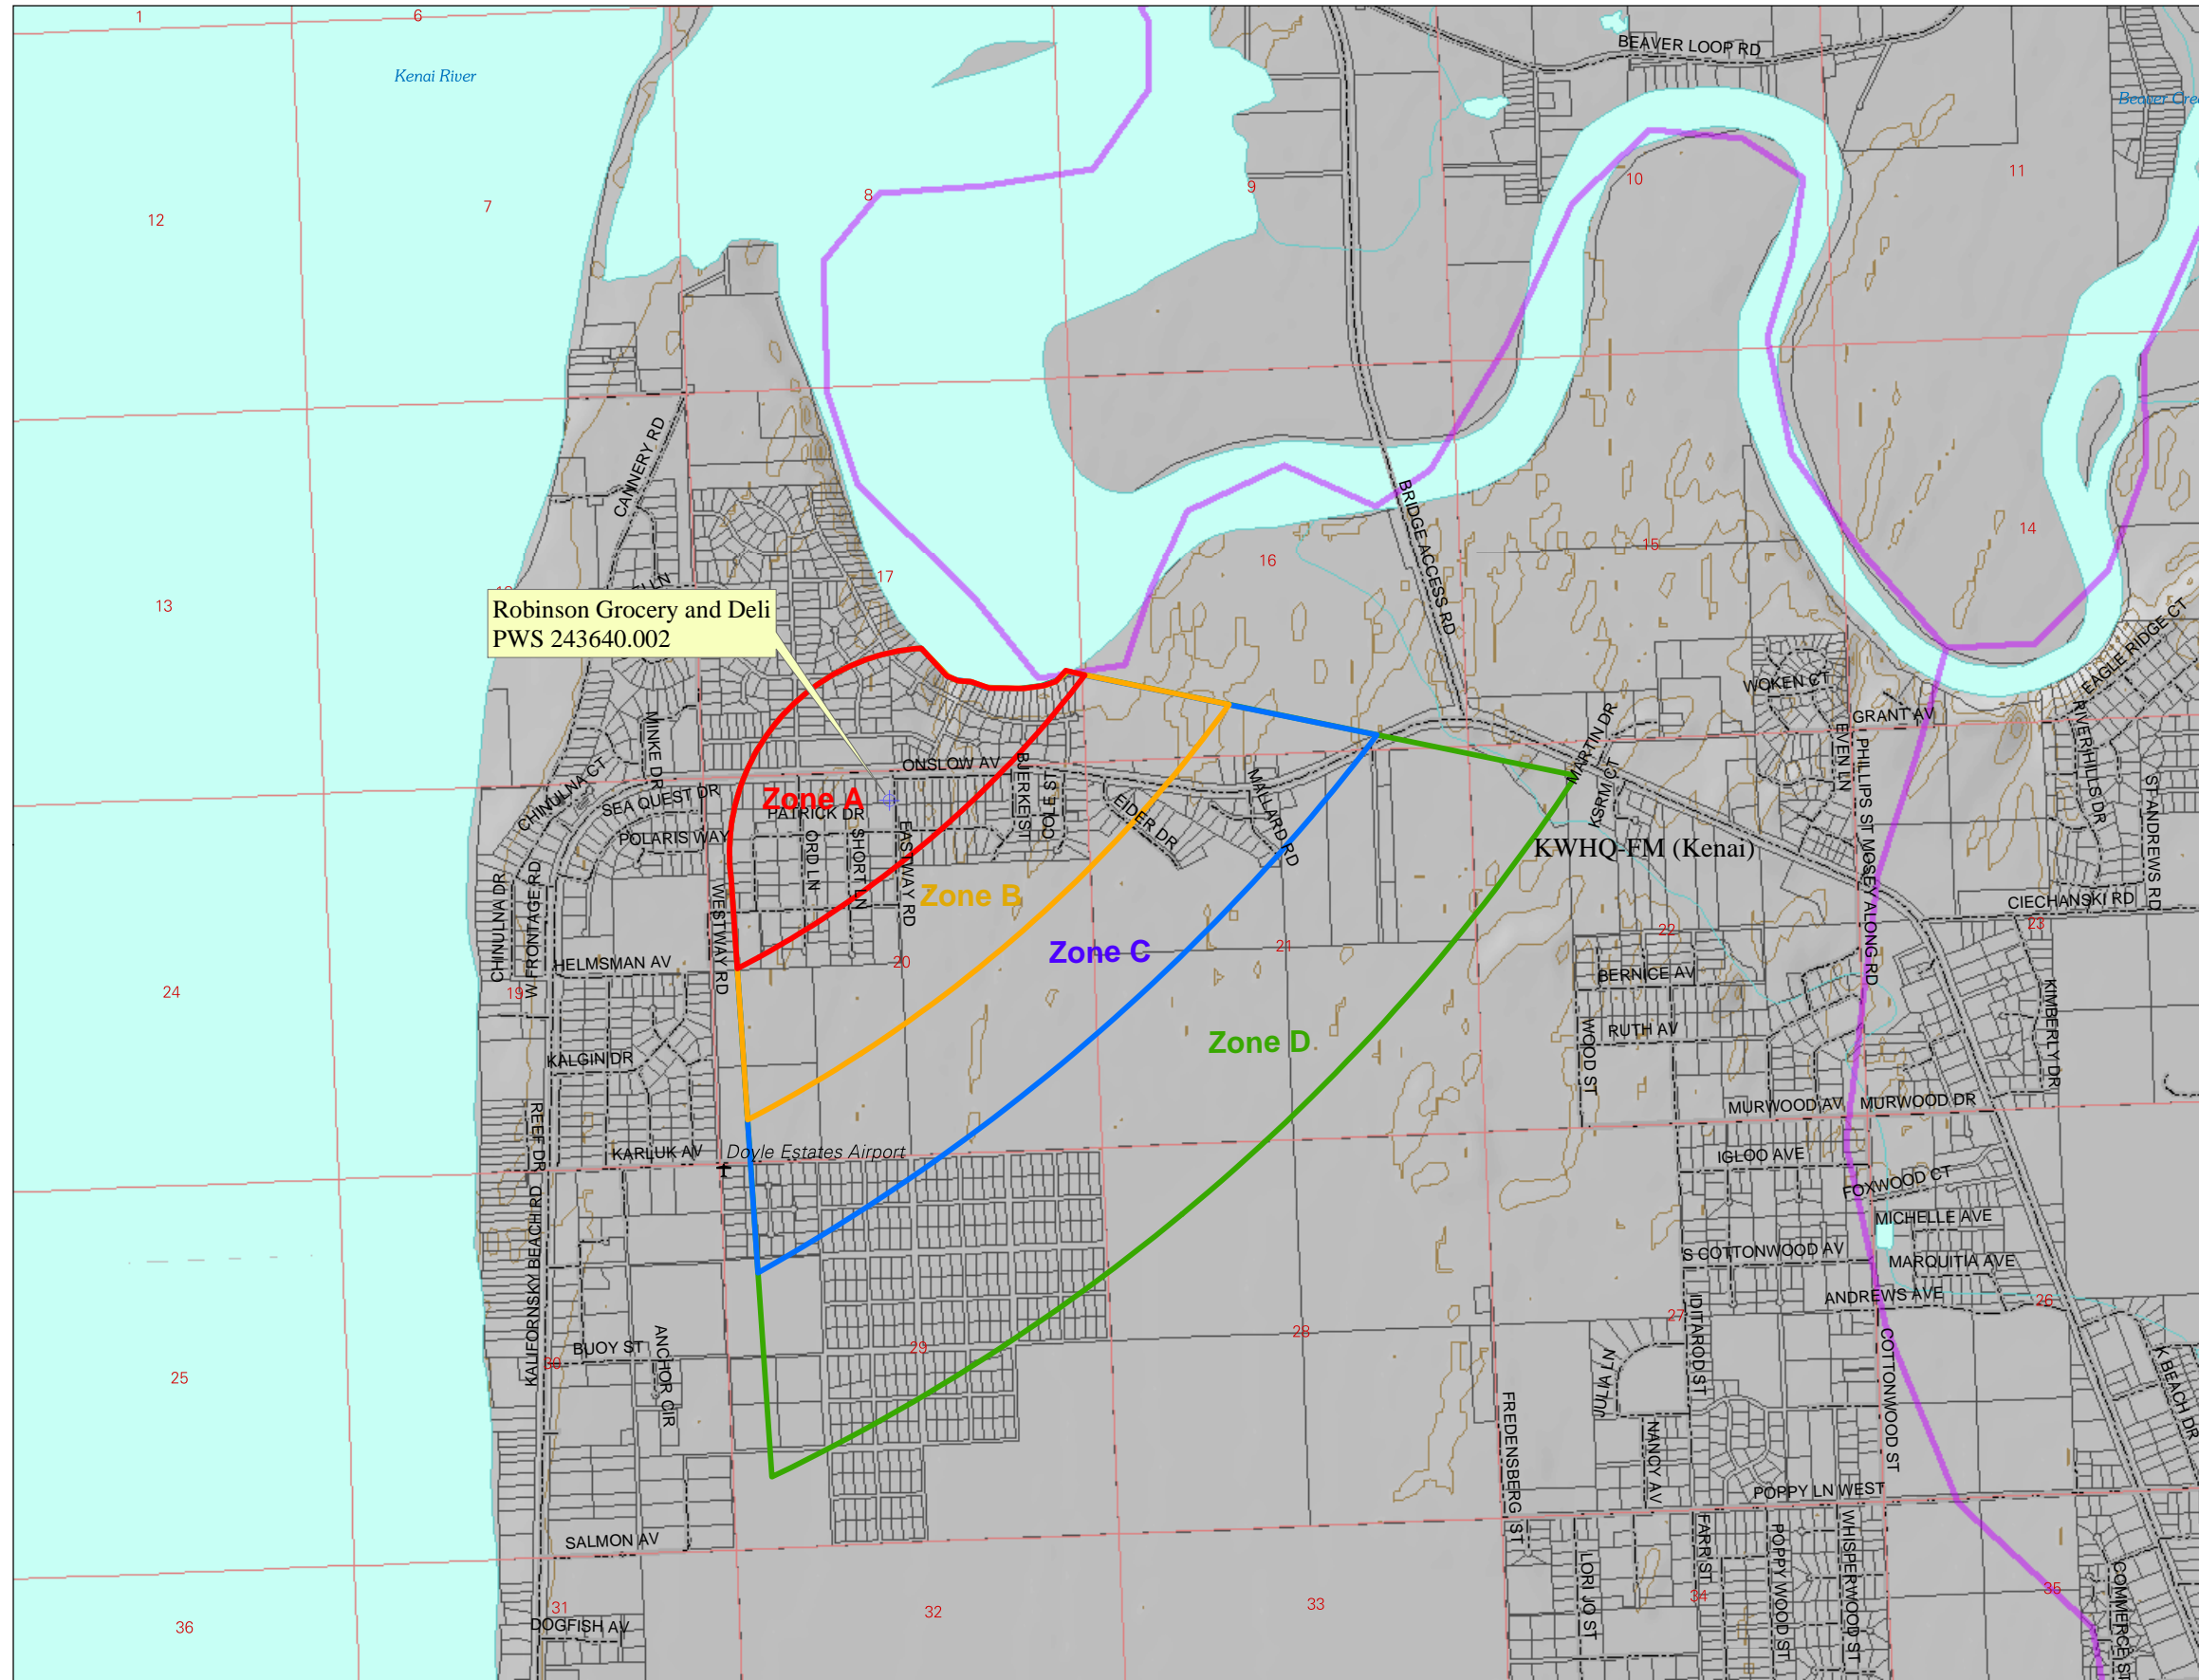 1
6
Kenai River
BEAVER LOOP RD
12
7
8
9
10
11
CANNERY RD
BRIDGE ACCESS RD
13
17
16
15
14
Robinson Grocery and Deli
PWS 243640.002
EAGLE RIDGE CT
WOKEN CT
GRANT AV
MARTIN DR
MINKE DR
EVEN LN
RIVERHILLS DR
ONSLOW AV
BJERKE ST
COLE ST
MALLARD RD
EIDER DR
KSRM CT
PHILLIPS ST
MOSEY ALONG RD
ST ANDREWS RD
CHINULNA CT
SEA QUEST DR
POLARIS WAY
Zone A
PATRICK DR
ORD LN
SHORT LN
EASTWAY RD
KWHQ-FM (Kenai)
CHINULNA DR
W FRONTAGE RD
WESTWAY RD
Zone B
Zone C
Zone D
HELMSMAN AV
24
19
20
21
22
23
CIECHANSKI RD
BERNICE AV
RUTH AV
WOOD ST
KIMBERLY DR
KALGIN DR
REEF DR
KARLUK AV
Doyle Estates Airport
MURWOOD AV
MURWOOD DR
IGLOO AVE
FOXWOOD CT
MICHELLE AVE
S COTTONWOOD AV
MARQUITIA AVE
ANDREWS AVE
KALIFORNSKY BEACH RD
25
30
29
28
27
26
BUOY ST
ANCHOR CIR
IDITAROD ST
COTTONWOOD ST
K BEACH DR
JULIA LN
NANCY AV
FREDENSBERG ST
POPPY LN WEST
SALMON AV
FARR ST
POPPYWOOD ST
WHISPERWOOD ST
LORI JO ST
COMMERCE ST
36
31
32
33
34
35
DOGFISH AV